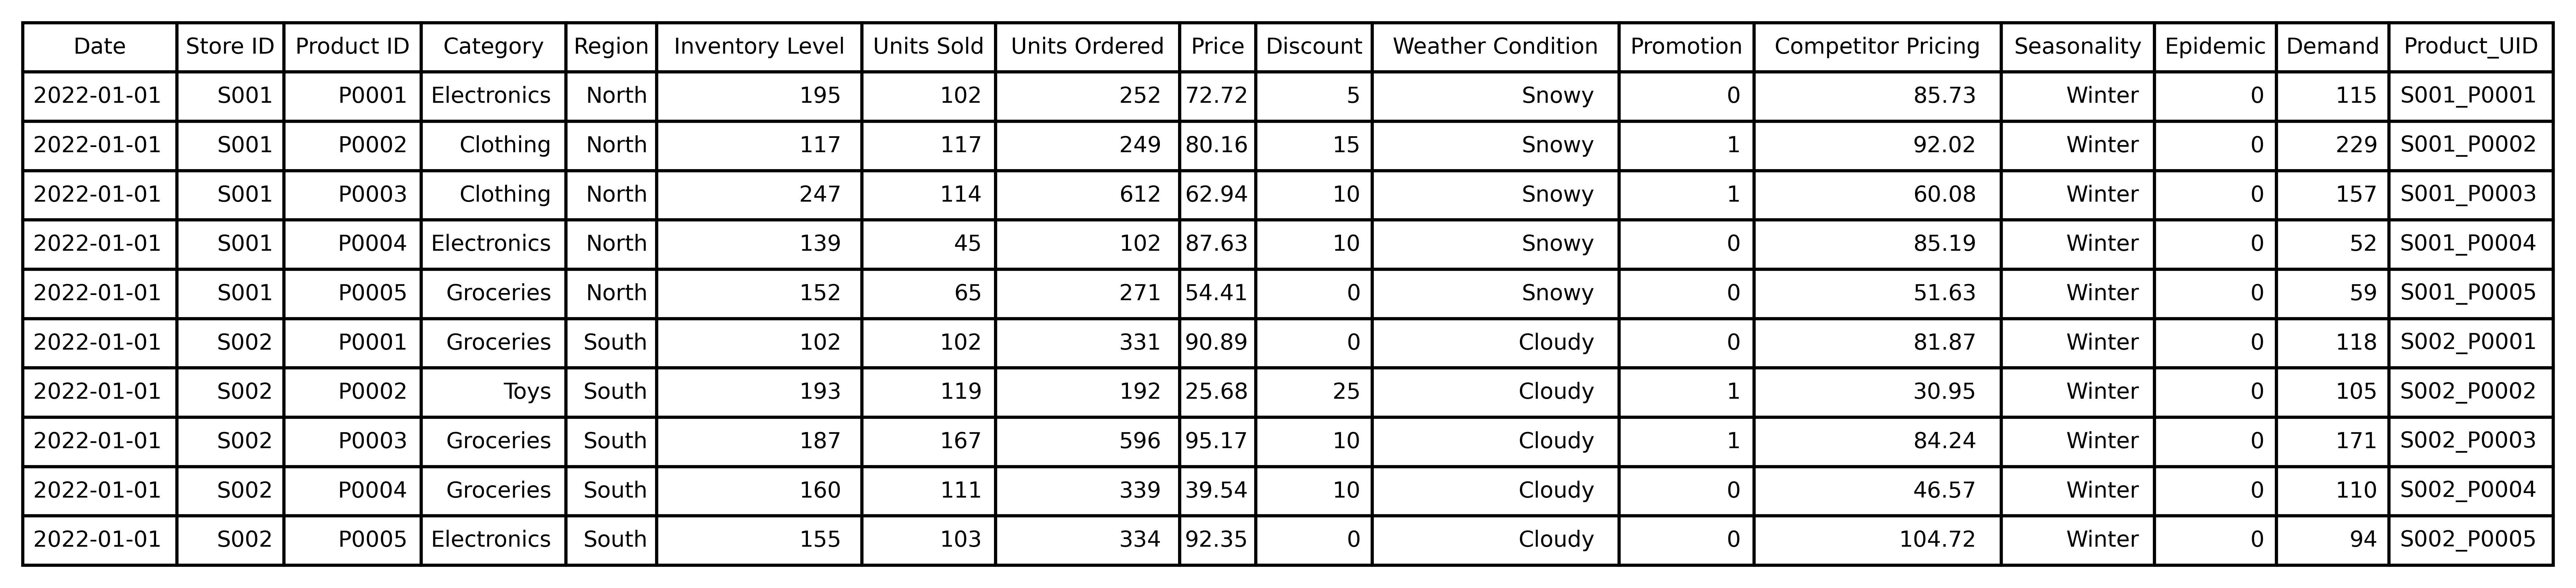 Date Store ID Product ID Category Region Inventory Level Units Sold Units Ordered Price Discount Weather Condition Promotion Competitor Pricing Seasonality Epidemic Demand Product_UID
2022-01-01 S001 P0001 Electronics North 195 102 252 72.72 5 Snowy 0 85.73 Winter 0 115 S001_P0001
2022-01-01 S001 P0002 Clothing North 117 117 249 80.16 15 Snowy 1 92.02 Winter 0 229 S001_P0002
2022-01-01 S001 P0003 Clothing North 247 114 612 62.94 10 Snowy 1 60.08 Winter 0 157 S001_P0003
2022-01-01 S001 P0004 Electronics North 139 45 102 87.63 10 Snowy 0 85.19 Winter 0 52 S001_P0004
2022-01-01 S001 P0005 Groceries North 152 65 271 54.41 0 Snowy 0 51.63 Winter 0 59 S001_P0005
2022-01-01 S002 P0001 Groceries South 102 102 331 90.89 0 Cloudy 0 81.87 Winter 0 118 S002_P0001
2022-01-01 S002 P0002 Toys South 193 119 192 25.68 25 Cloudy 1 30.95 Winter 0 105 S002_P0002
2022-01-01 S002 P0003 Groceries South 187 167 596 95.17 10 Cloudy 1 84.24 Winter 0 171 S002_P0003
2022-01-01 S002 P0004 Groceries South 160 111 339 39.54 10 Cloudy 0 46.57 Winter 0 110 S002_P0004
2022-01-01 S002 P0005 Electronics South 155 103 334 92.35 0 Cloudy 0 104.72 Winter 0 94 S002_P0005